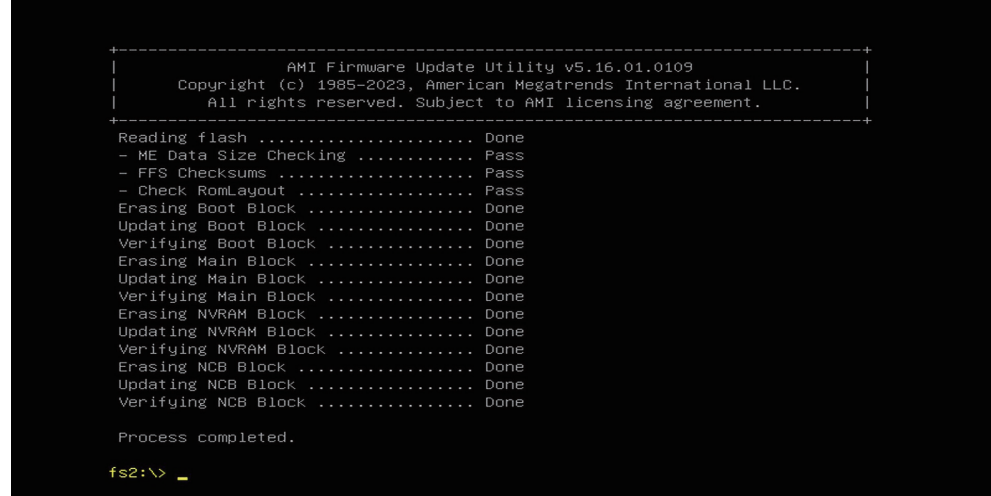 +---------------------------------------------------------------------------+
| AMI Firmware Update Utility v5.16.01.0109 |
| Copyright (c) 1985-2023, American Megatrends International LLC. |
| All rights reserved. Subject to AMI licensing agreement. |
+---------------------------------------------------------------------------+
Reading flash ...................... Done
- ME Data Size Checking ............ Pass
- FFS Checksums .................... Pass
- Check RomLayout .................. Pass
Erasing Boot Block ................. Done
Updating Boot Block ................ Done
Verifying Boot Block ............... Done
Erasing Main Block ................. Done
Updating Main Block ................ Done
Verifying Main Block ............... Done
Erasing NVRAM Block ................ Done
Updating NVRAM Block ............... Done
Verifying NVRAM Block .............. Done
Erasing NCB Block .................. Done
Updating NCB Block ................. Done
Verifying NCB Block ................ Done
Process completed.
fs2:\> _